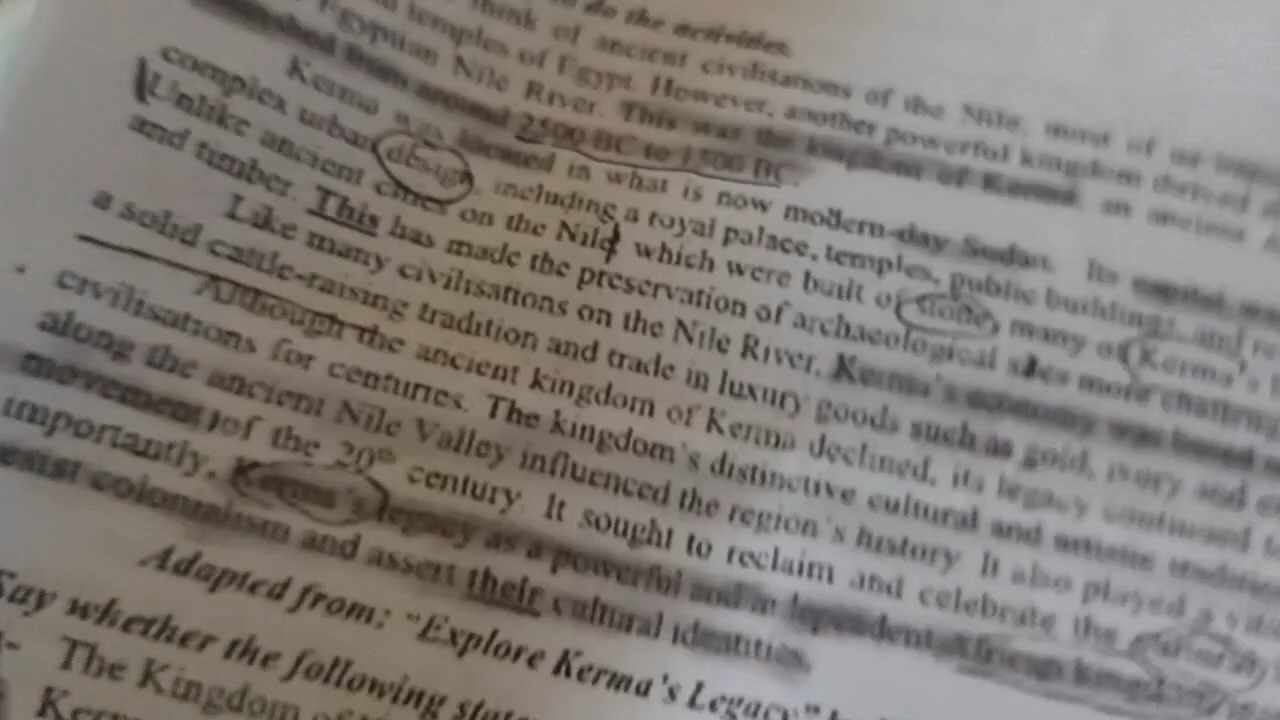 to do the activities.
think of ancient civilisations of the Nile, most of us
temples of Egypt. However, another powerful kingdom thrived
Egyptian Nile River. This was the kingdom of Kerma, an ancient
from around 2500 BC to 1500 BC.
Kerma was located in what is now modern-day Sudan. Its capital
complex urban design, including a royal palace, temples, public buildings, and
Unlike ancient cities on the Nile, which were built of stone, many of Kerma's
and timber. This has made the preservation of archaeological sites more
Like many civilisations on the Nile River, Kerma's economy was based
a solid cattle-raising tradition and trade in luxury goods such as gold, ivory and
Although the ancient kingdom of Kerma declined, its legacy continued
civilisations for centuries. The kingdom's distinctive cultural and artistic
along the ancient Nile Valley influenced the region's history. It also played a
movement of the 20th century. It sought to reclaim and celebrate the
importantly, Kerma's legacy as a powerful and independent African kingdom
resist colonialism and assert their cultural identities.
Adapted from: "Explore Kerma's Legacy"
Say whether the following
The Kingdom of